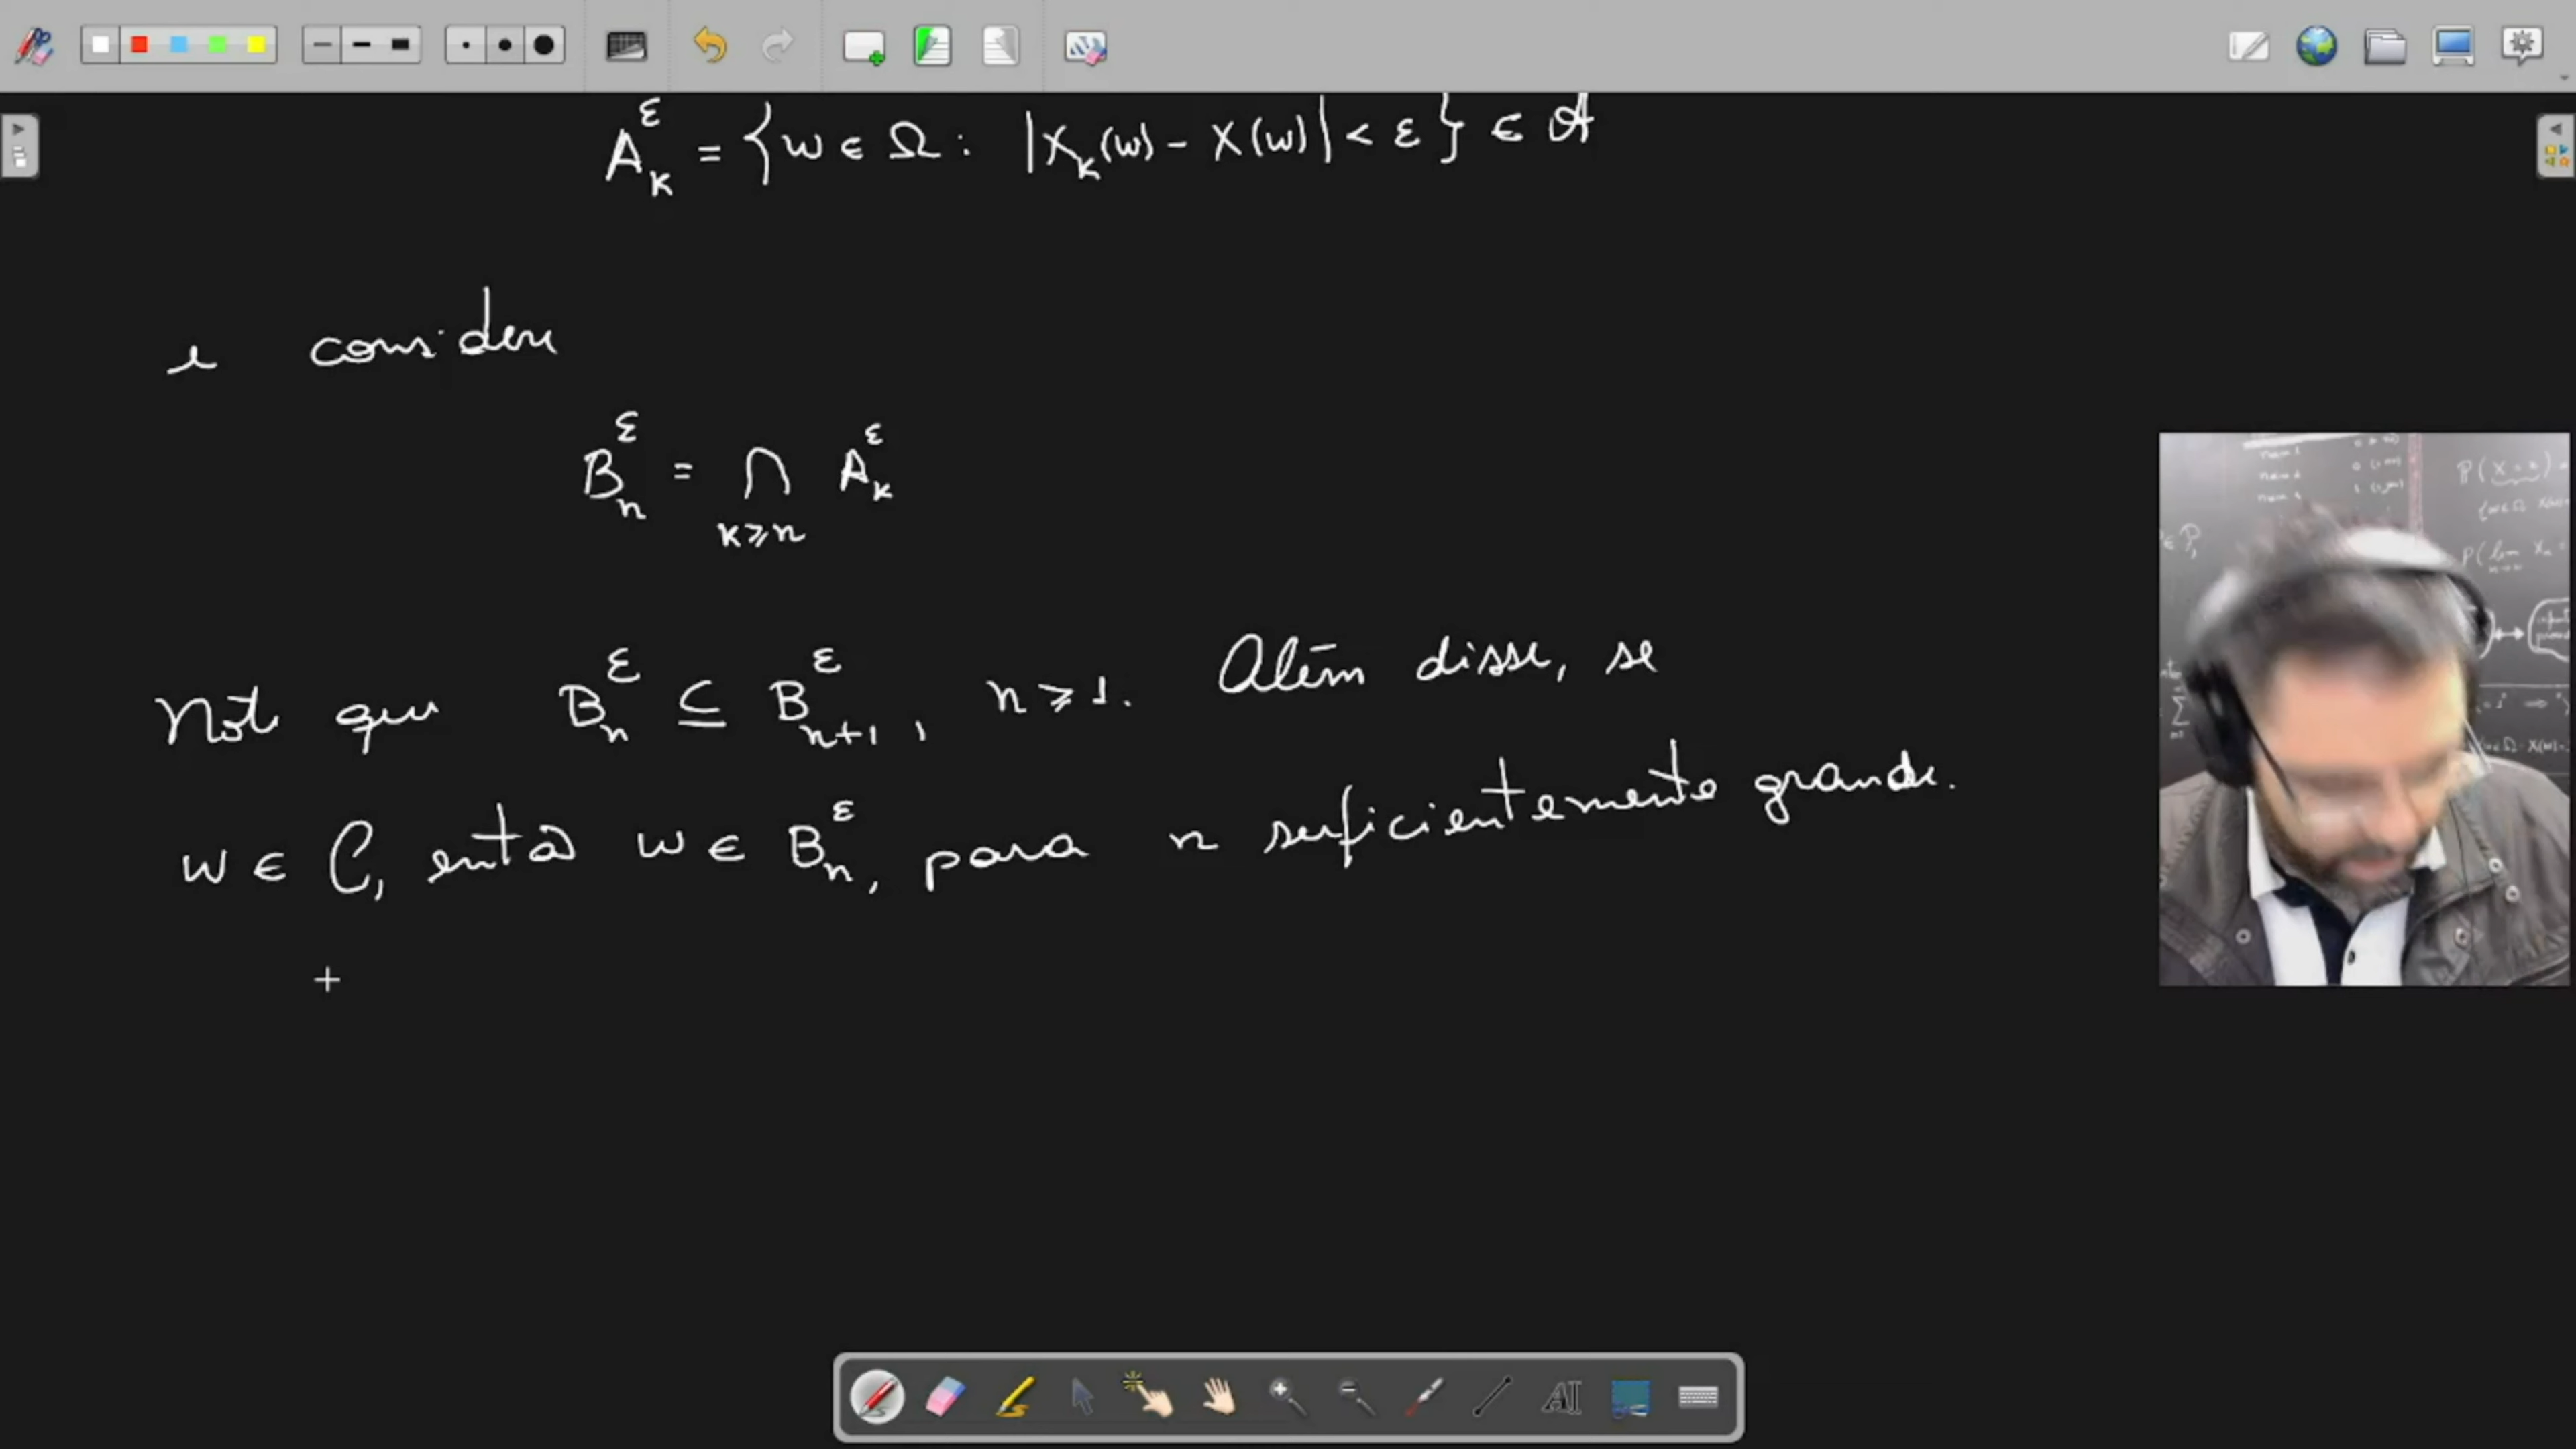 A_k^ε = {w ∈ Ω : |X_k(w) - X(w)| < ε} ∈ 𝒜
e considere
B_n^ε = ∩_{k⩾n} A_k^ε
Note que B_n^ε ⊆ B_{n+1}^ε, n ⩾ 1. Além disso, se
w ∈ C, então w ∈ B_n^ε, para n suficientemente grande.